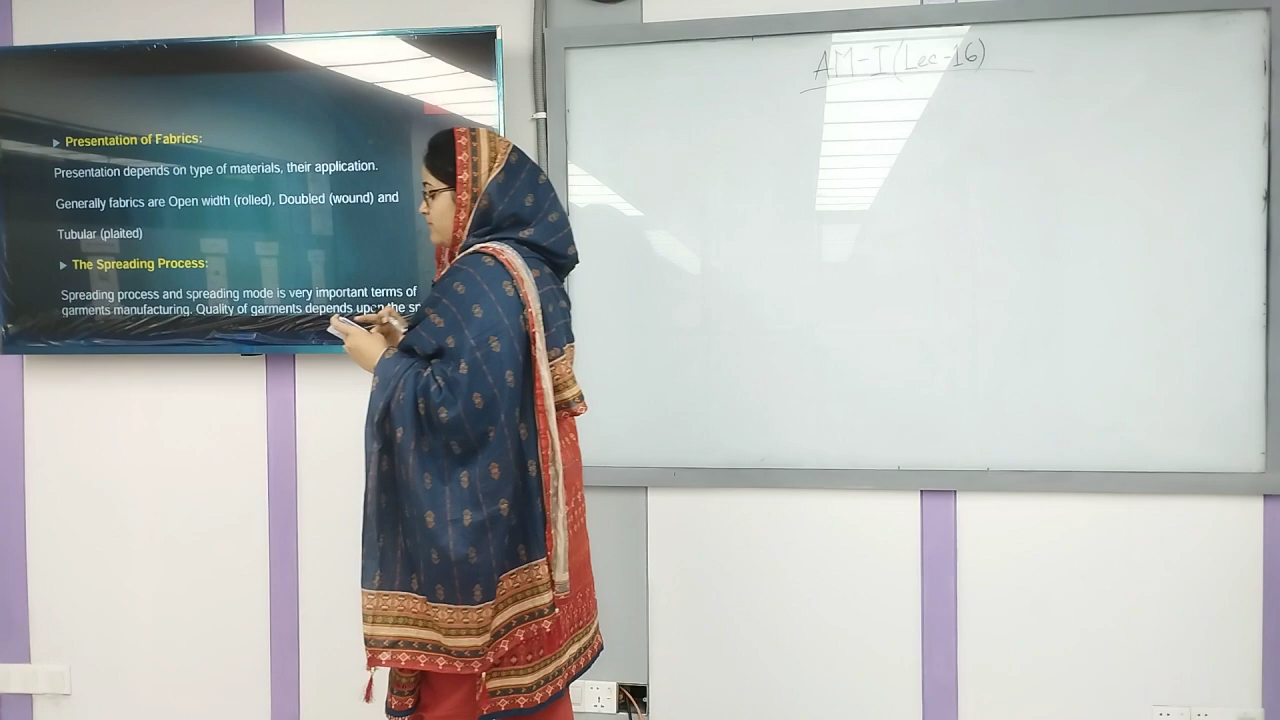 Presentation of Fabrics:
Presentation depends on type of materials, their application.
Generally fabrics are Open width (rolled), Doubled (wound) and
Tubular (plaited)
The Spreading Process:
Spreading process and spreading mode is very important terms of
garments manufacturing. Quality of garments depends upon the
AM-I (Lec-16)